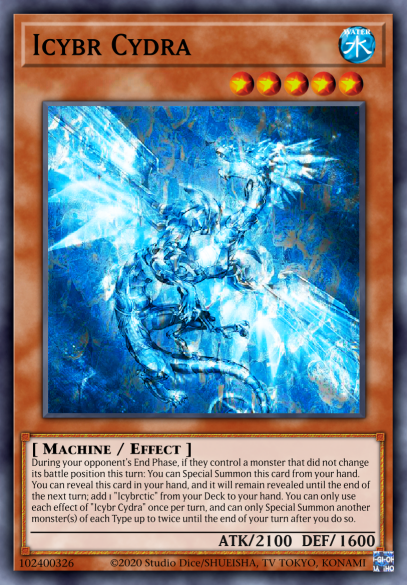 Icybr Cydra
WATER
水
[ Machine / Effect ]
During your opponent's End Phase, if they control a monster that did not change
its battle position this turn: You can Special Summon this card from your hand.
You can reveal this card in your hand, and it will remain revealed until the end of
the next turn; add 1 "Icybrctic" from your Deck to your hand. You can only use
each effect of "Icybr Cydra" once per turn, and can only Special Summon another
monster(s) of each Type up to twice until the end of your turn after you do so.
ATK/2100 DEF/1600
102400326 ©2020 Studio Dice/SHUEISHA, TV TOKYO, KONAMI